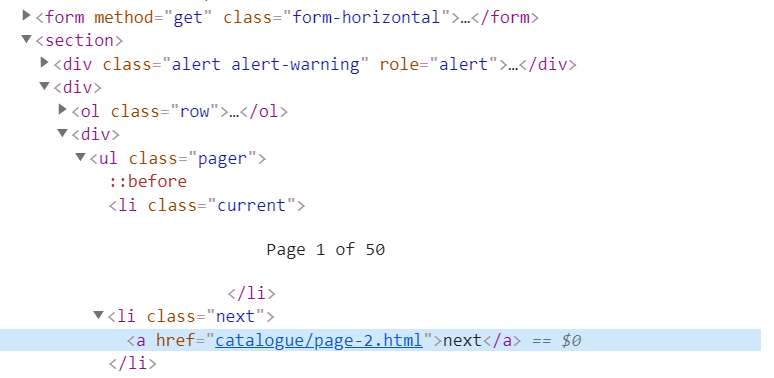 <form method="get" class="form-horizontal">…</form>
<section>
<div class="alert alert-warning" role="alert">…</div>
<div>
<ol class="row">…</ol>
<div>
<ul class="pager">
::before
<li class="current">
Page 1 of 50
</li>
<li class="next">
<a href="catalogue/page-2.html">next</a> == $0
</li>